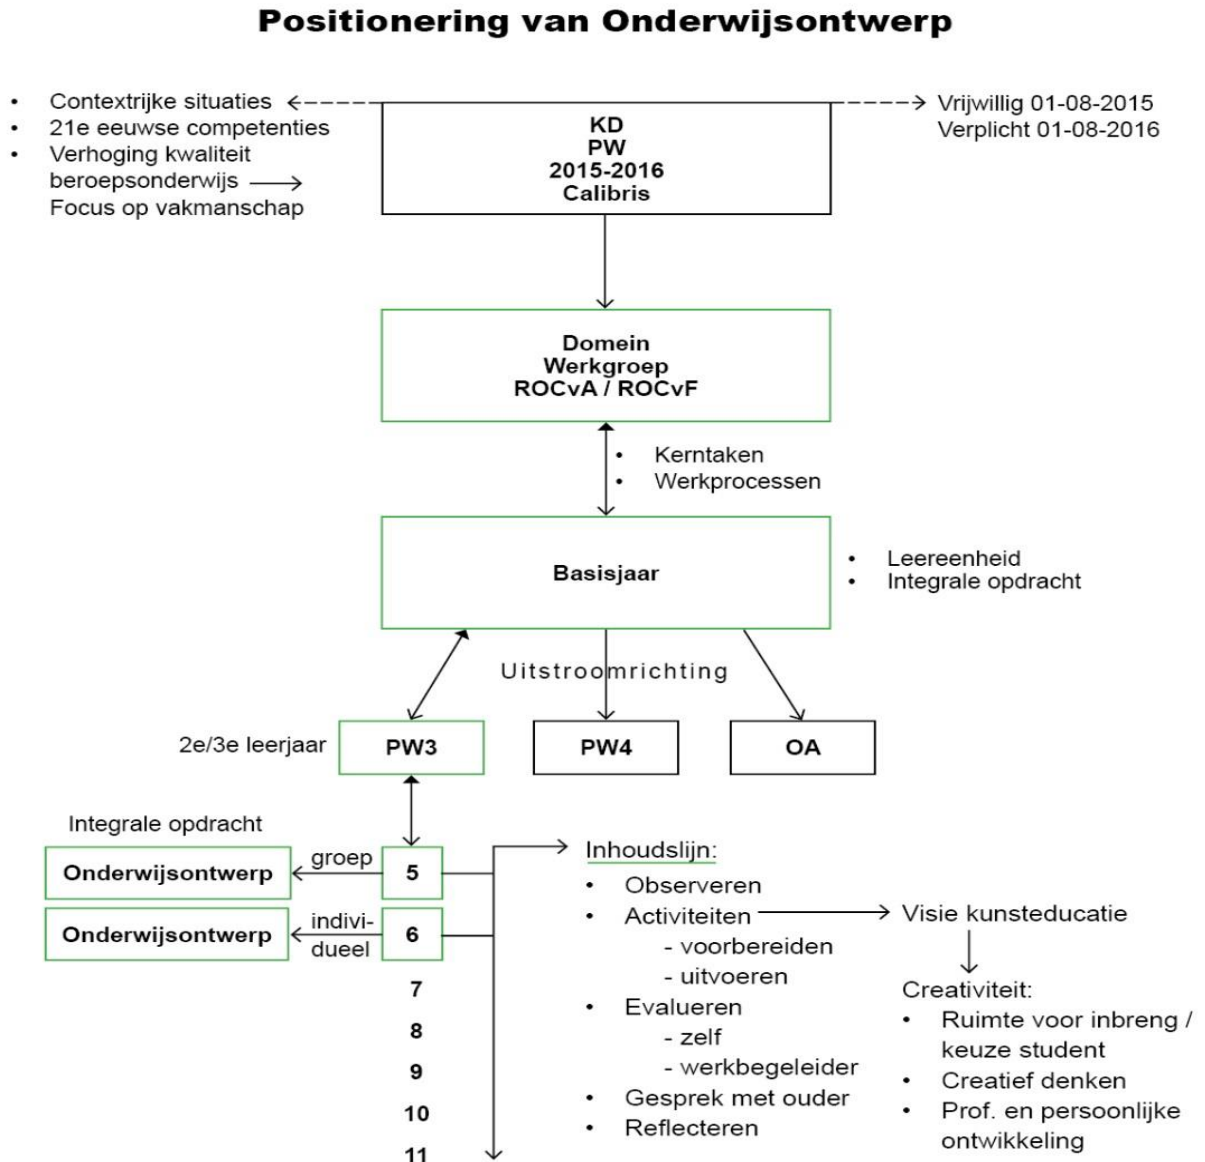 Positionering van Onderwijsontwerp
• Contextrijke situaties
• 21e eeuwse competenties
• Verhoging kwaliteit
beroepsonderwijs
Focus op vakmanschap
KD
PW
2015-2016
Calibris
Vrijwillig 01-08-2015
Verplicht 01-08-2016
Domein
Werkgroep
ROCvA / ROCvF
• Kerntaken
• Werkprocessen
Basisjaar
• Leereenheid
• Integrale opdracht
Uitstroomrichting
2e/3e leerjaar
PW3
PW4
OA
Integrale opdracht
Onderwijsontwerp
groep
5
Onderwijsontwerp
indivi-
dueel
6
7
8
9
10
11
Inhoudslijn:
• Observeren
• Activiteiten
- voorbereiden
- uitvoeren
• Evalueren
- zelf
- werkbegeleider
• Gesprek met ouder
• Reflecteren
Visie kunsteducatie
Creativiteit:
• Ruimte voor inbreng /
keuze student
• Creatief denken
• Prof. en persoonlijke
ontwikkeling